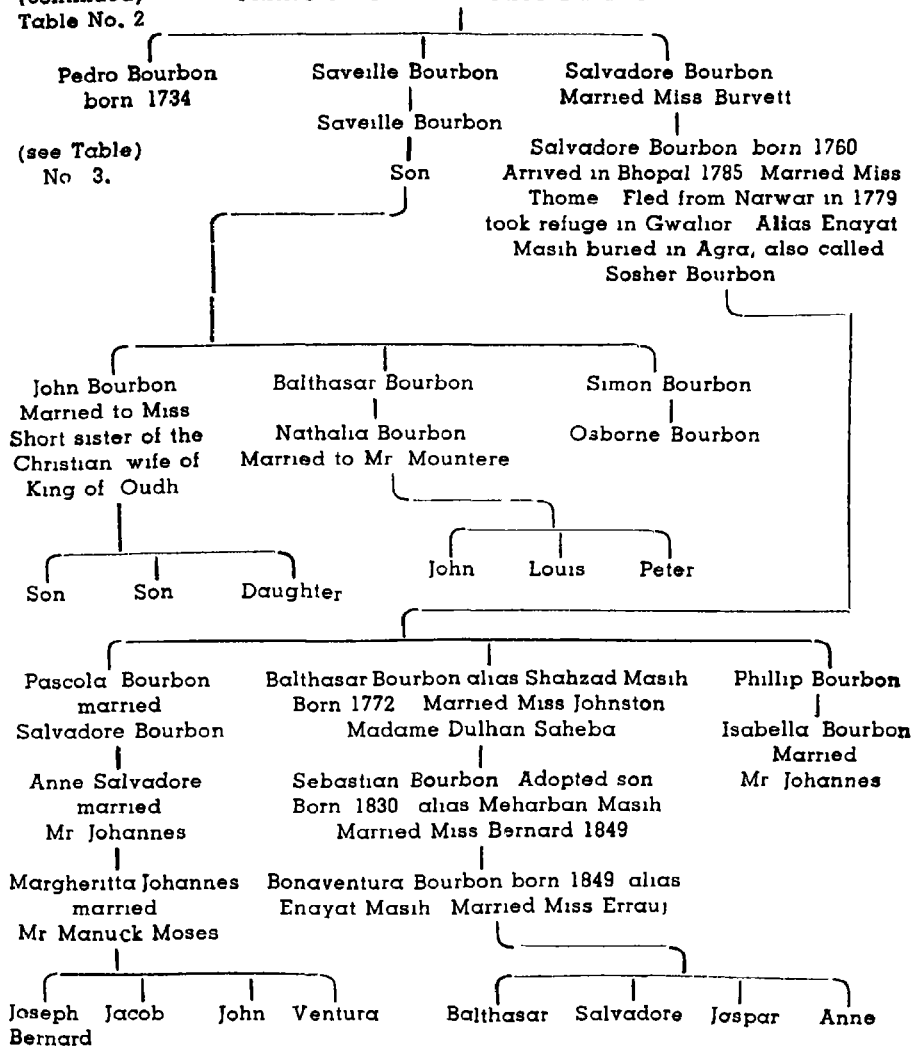 Table No. 2
Pedro Bourbon
born 1734
(see Table)
No 3.
Saveille Bourbon
Saveille Bourbon
Son
Salvadore Bourbon
Married Miss Burvett
Salvadore Bourbon born 1760
Arrived in Bhopal 1785 Married Miss
Thome Fled from Narwar in 1779
took refuge in Gwalior Alias Enayat
Masih buried in Agra, also called
Sosher Bourbon
John Bourbon
Married to Miss
Short sister of the
Christian wife of
King of Oudh
Balthasar Bourbon
Nathalia Bourbon
Married to Mr Mountere
Simon Bourbon
Osborne Bourbon
Son Son Daughter
John Louis Peter
Pascola Bourbon
married
Salvadore Bourbon
Anne Salvadore
married
Mr Johannes
Margheritta Johannes
married
Mr Manuck Moses
Balthasar Bourbon alias Shahzad Masih
Born 1772 Married Miss Johnston
Madame Dulhan Saheba
Sebastian Bourbon Adopted son
Born 1830 alias Meharban Masih
Married Miss Bernard 1849
Bonaventura Bourbon born 1849 alias
Enayat Masih Married Miss Errauj
Phillip Bourbon
Isabella Bourbon
Married
Mr Johannes
Joseph Jacob John Ventura
Bernard
Balthasar Salvadore Jaspar Anne